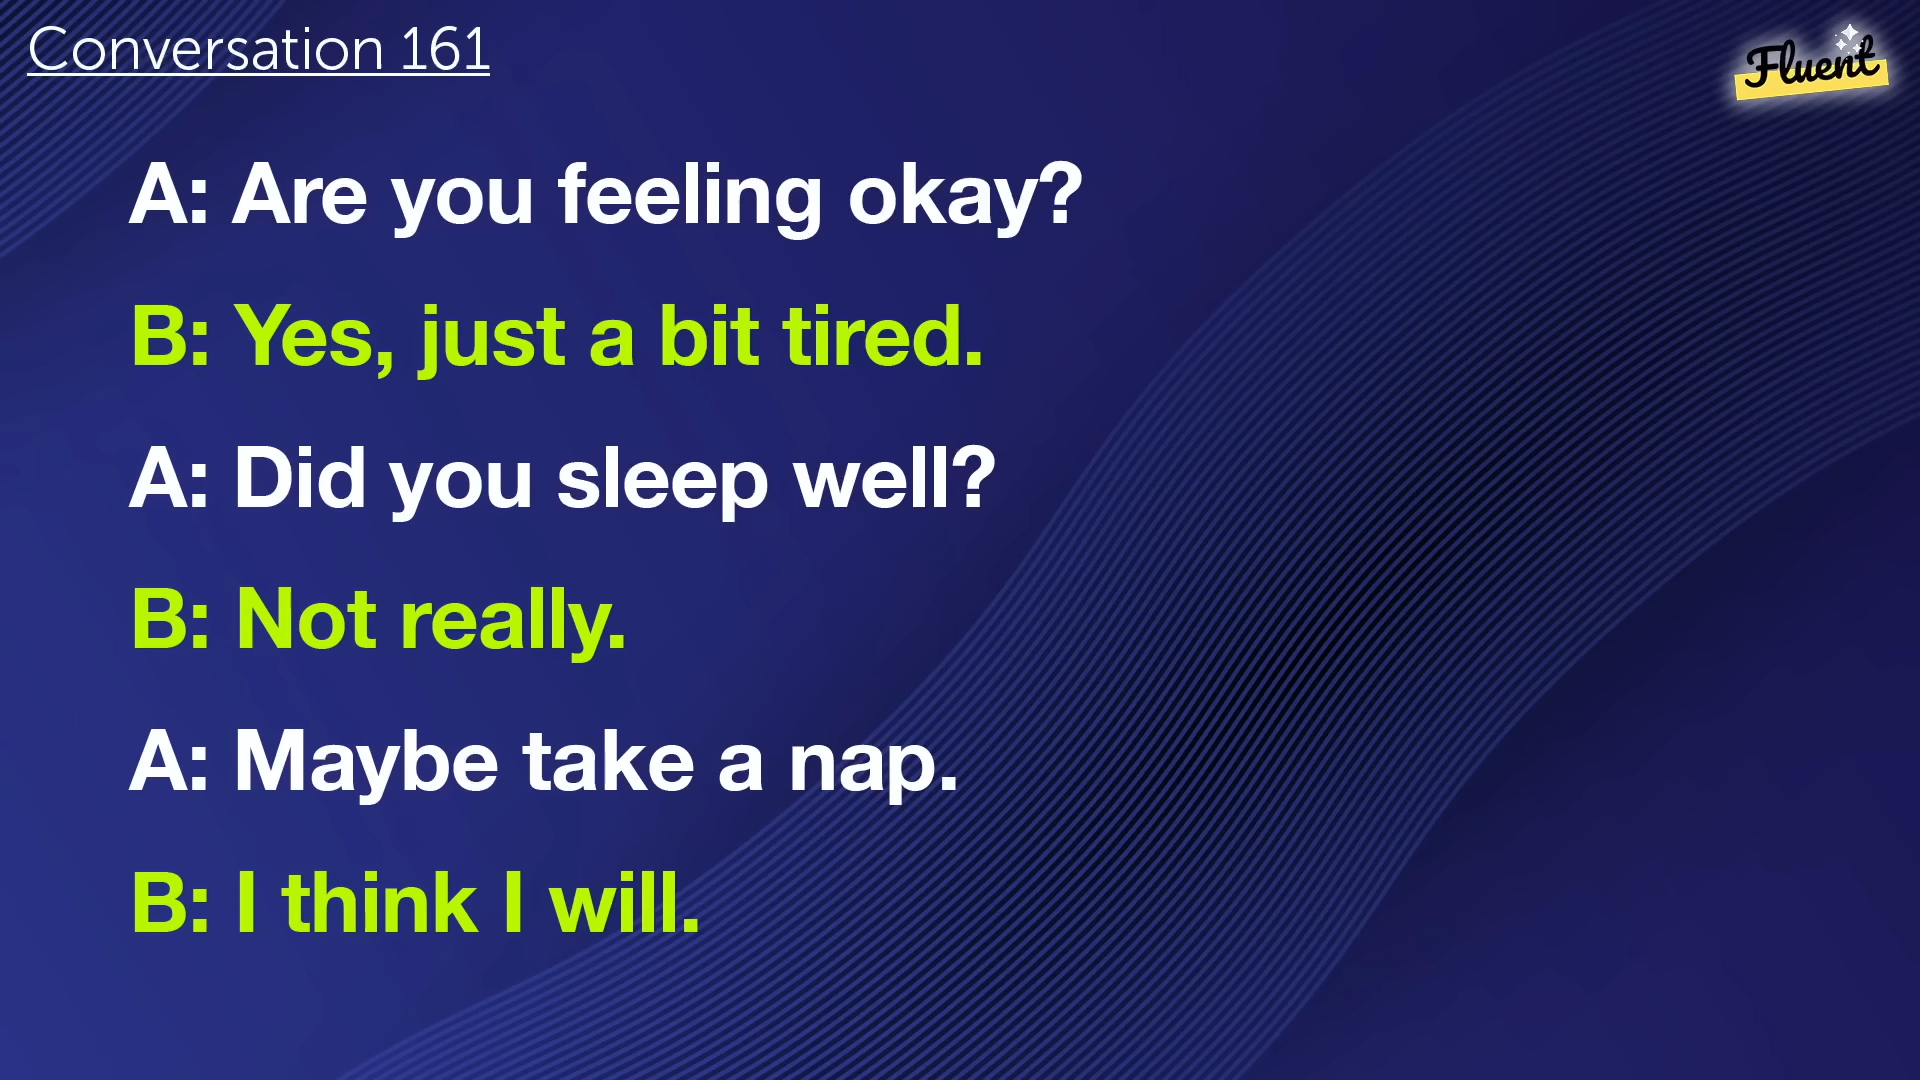 Conversation 161
Fluent
A: Are you feeling okay?
B: Yes, just a bit tired.
A: Did you sleep well?
B: Not really.
A: Maybe take a nap.
B: I think I will.